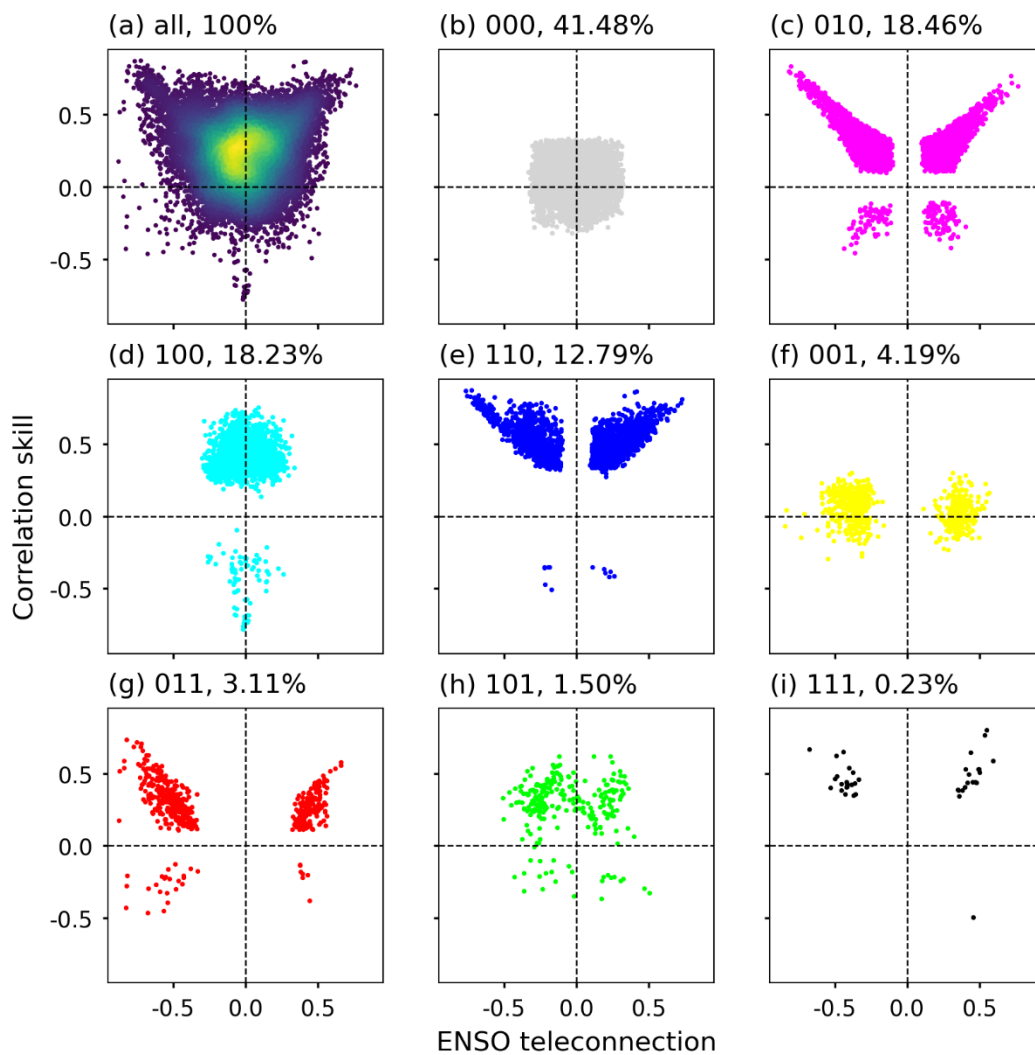 (a) all, 100%
(b) 000, 41.48%
(c) 010, 18.46%
0.5
0.0
-0.5
(d) 100, 18.23%
(e) 110, 12.79%
(f) 001, 4.19%
0.5
0.0
-0.5
Correlation skill
(g) 011, 3.11%
(h) 101, 1.50%
(i) 111, 0.23%
0.5
0.0
-0.5
-0.5 0.0 0.5
-0.5 0.0 0.5
-0.5 0.0 0.5
ENSO teleconnection